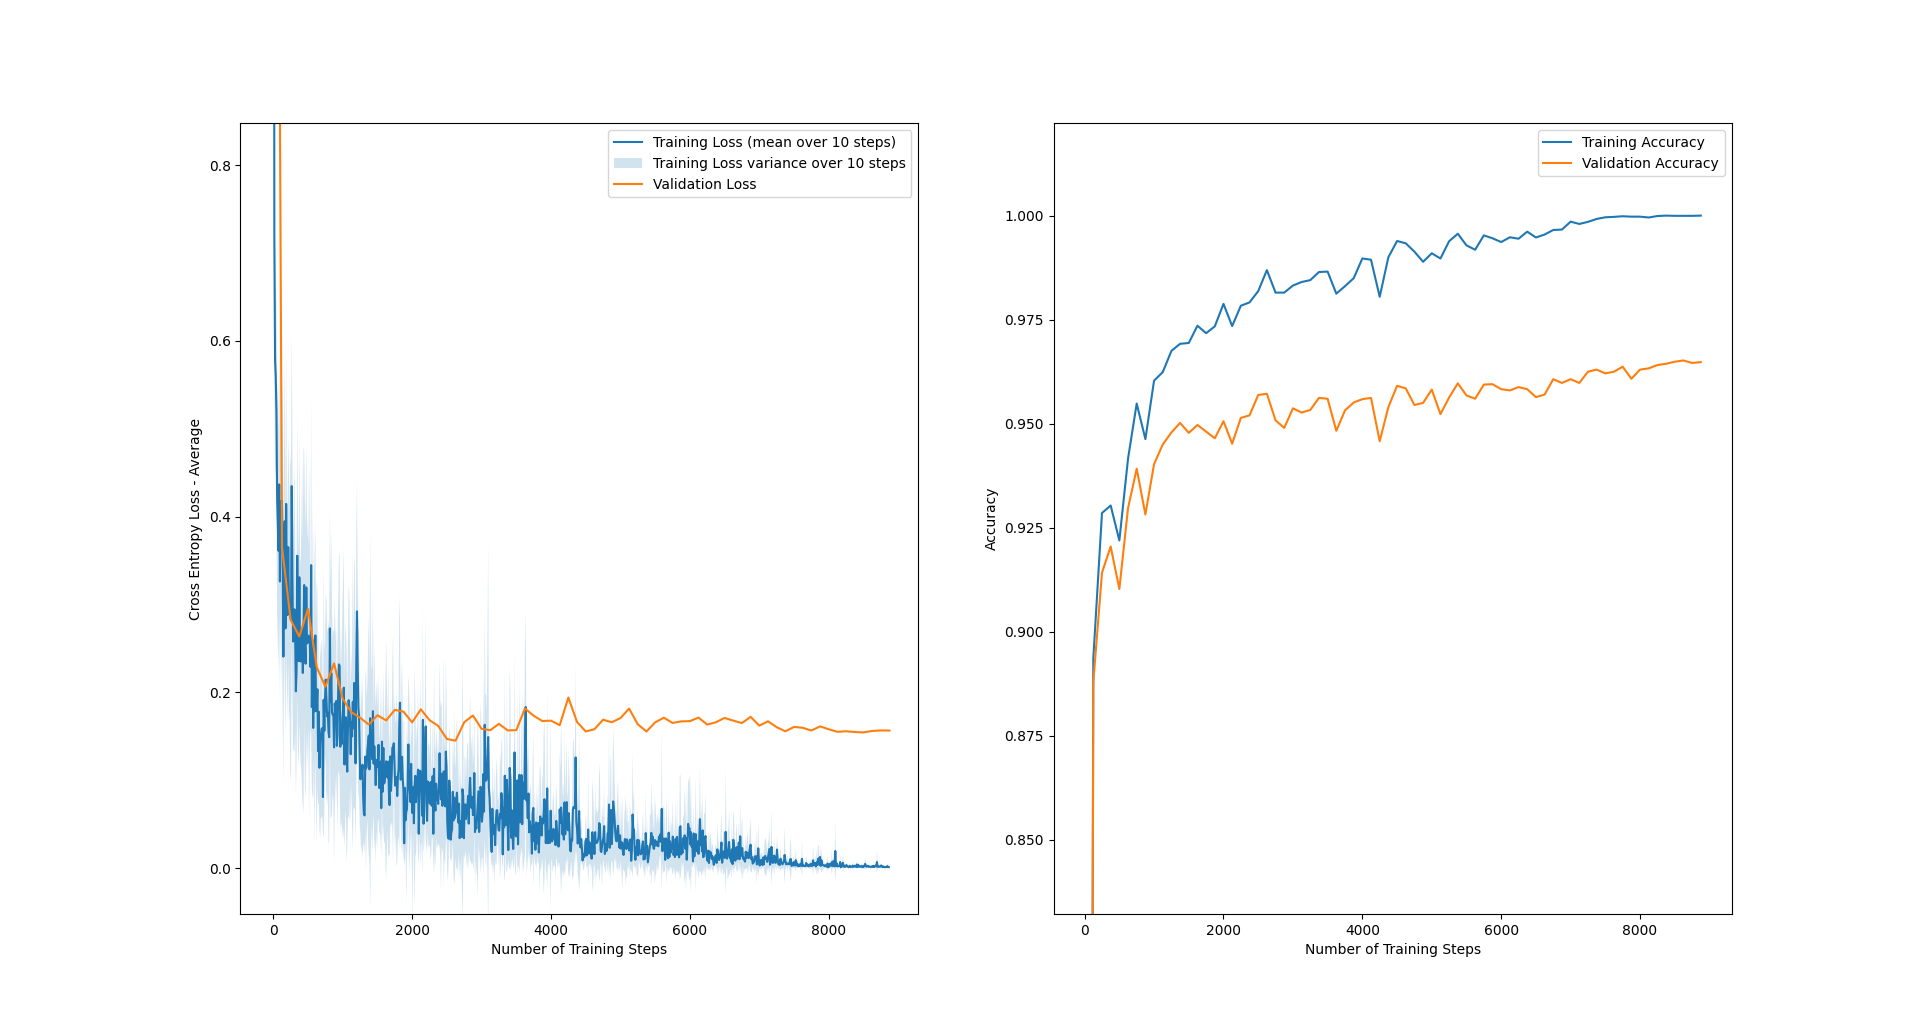 Training Loss (mean over 10 steps)
Training Loss variance over 10 steps
Validation Loss
0.8
0.6
0.4
0.2
0.0
Cross Entropy Loss - Average
0 2000 4000 6000 8000
Number of Training Steps
Training Accuracy
Validation Accuracy
1.000
0.975
0.950
0.925
0.900
0.875
0.850
Accuracy
0 2000 4000 6000 8000
Number of Training Steps